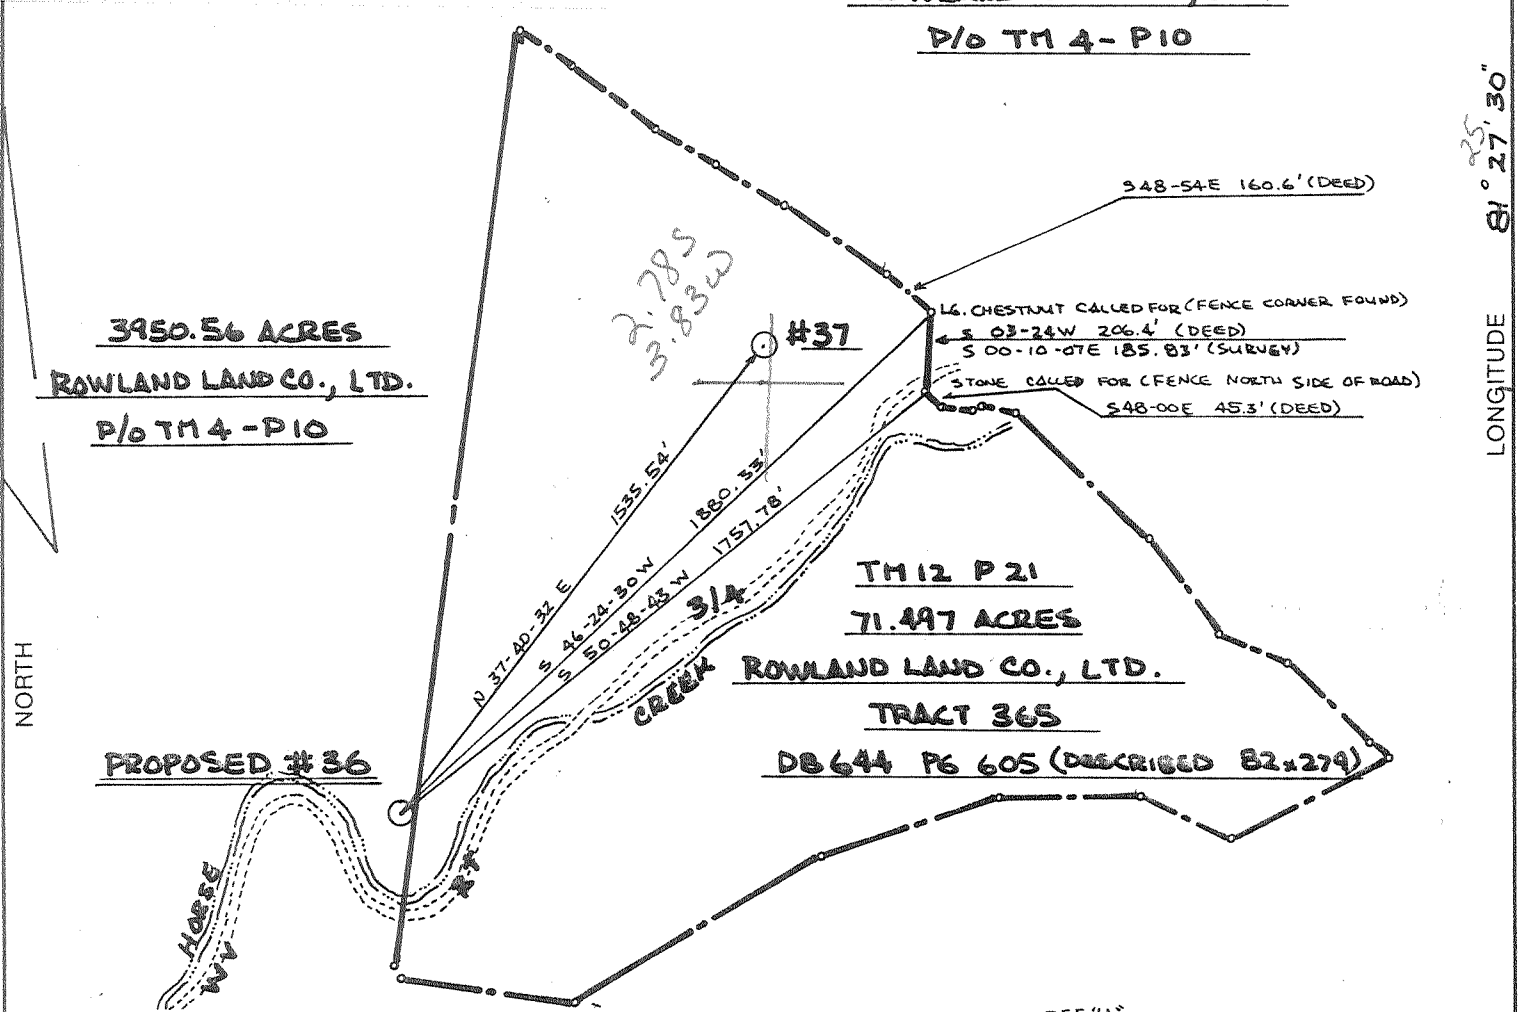 P/O TM 4 - P10
81° 27' 30"
25
LONGITUDE
S48-54E 160.6' (DEED)
2.78S
3.83W
#37
LG. CHESTNUT CALLED FOR (FENCE CORNER FOUND)
S 03-24W 206.4' (DEED)
S 00-10-07E 185.83' (SURVEY)
STONE CALLED FOR (FENCE NORTH SIDE OF ROAD)
S48-00E 45.3' (DEED)
3950.56 ACRES
ROWLAND LAND CO., LTD.
P/O TM 4 - P10
N 37-40-32 E 1535.54'
S 46-24-30 W 1880.33'
S 50-48-43 W 1757.78'
3/4
CREEK
TM 12 P 21
71.497 ACRES
ROWLAND LAND CO., LTD.
TRACT 365
DB 644 PG 605 (DESCRIBED 82x279)
NORTH
PROPOSED #36
HORSE
WV
RT